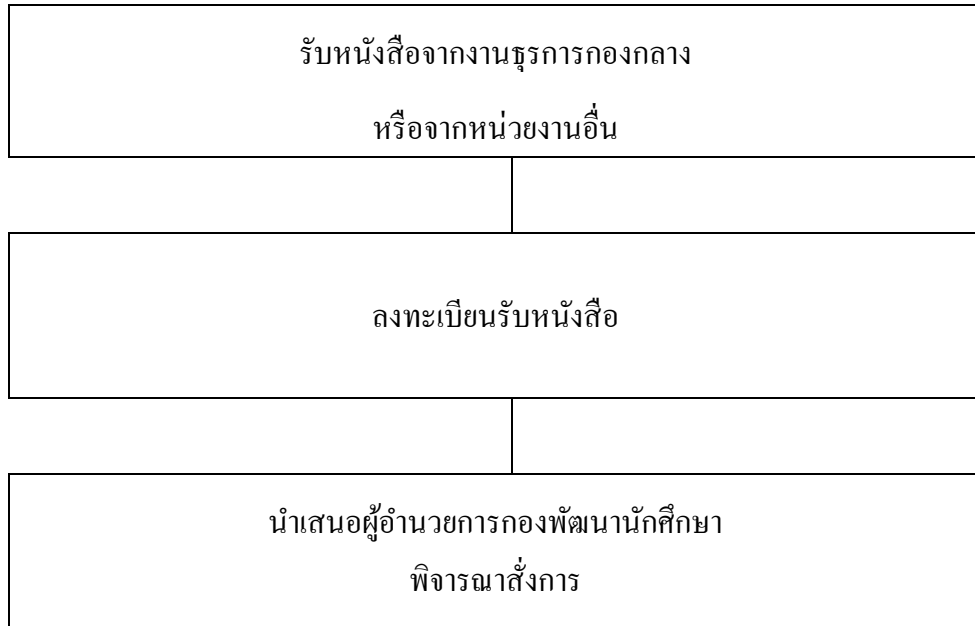 รับหนังสือจากงานธุรการกองกลาง
หรือจากหน่วยงานอื่น
ลงทะเบียนรับหนังสือ
นำเสนอผู้อำนวยการกองพัฒนานักศึกษา
พิจารณาสั่งการ